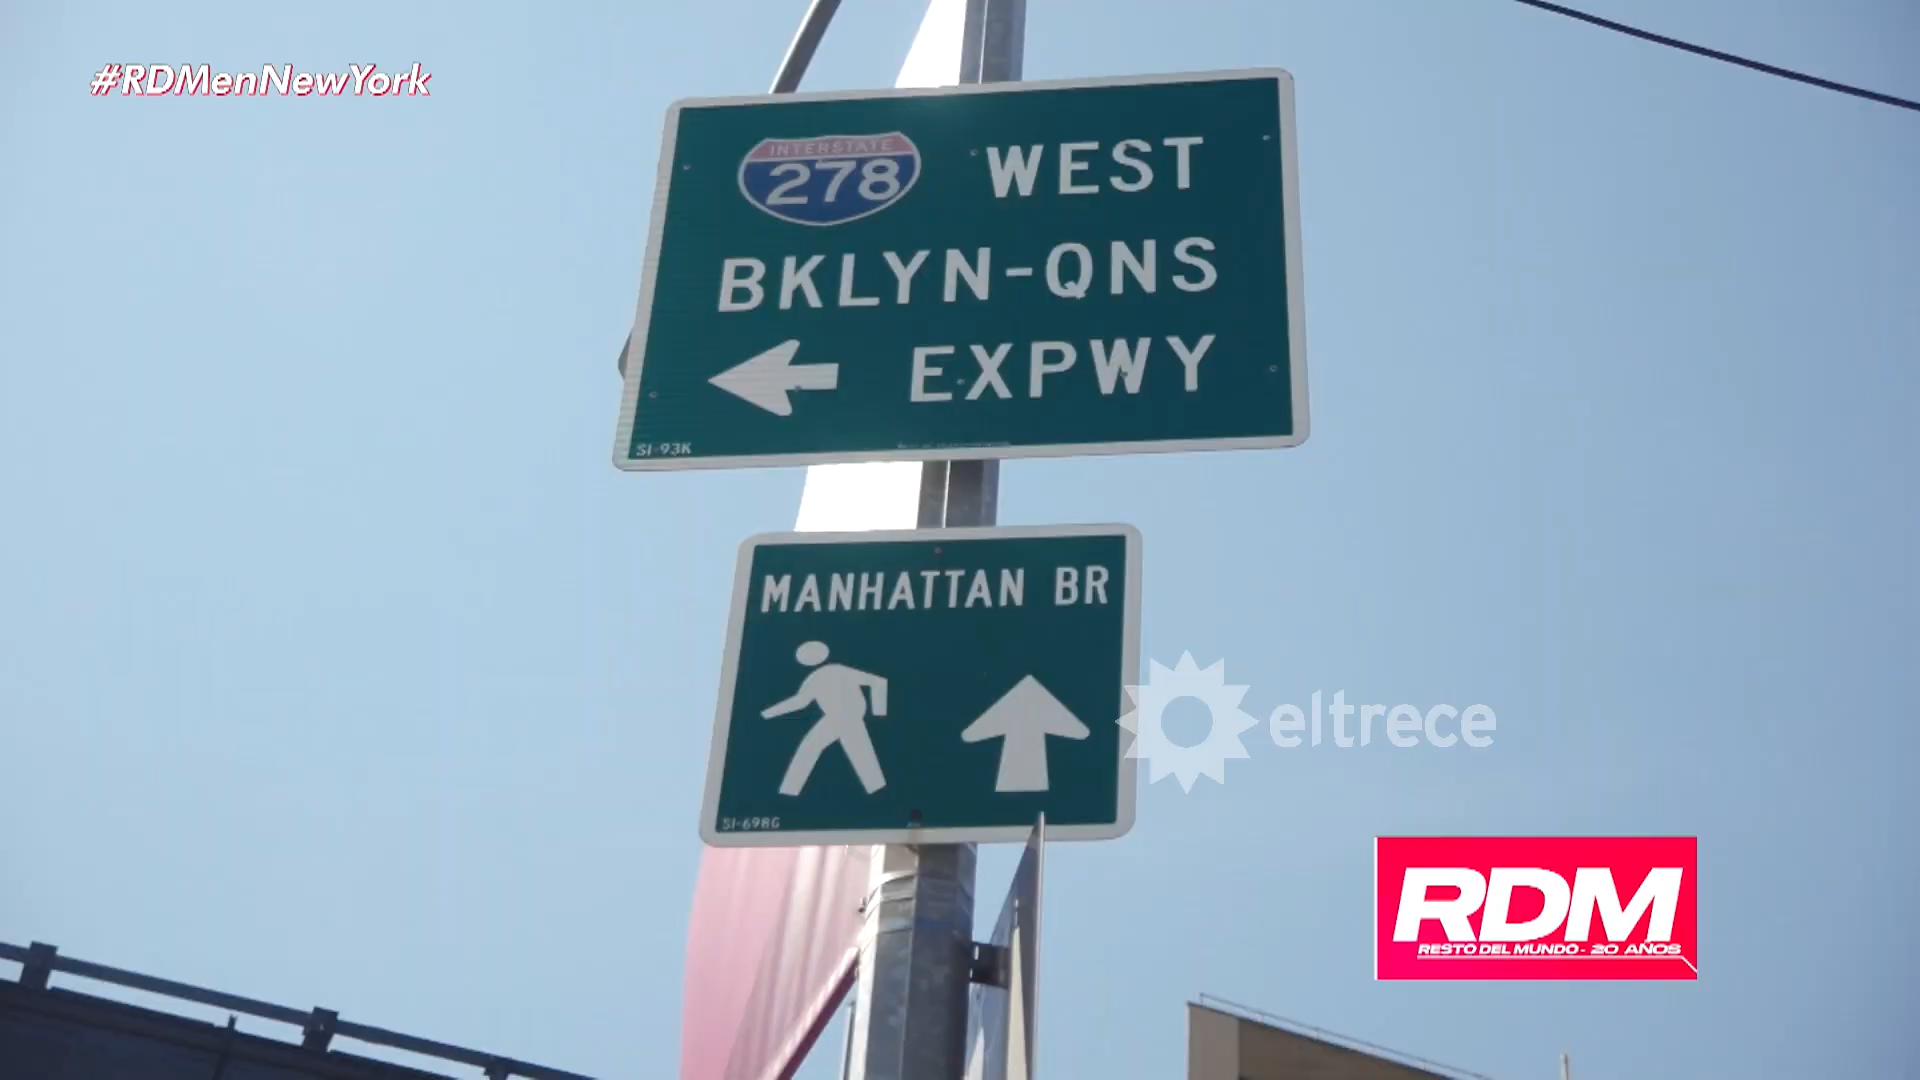 #RDMenNewYork
INTERSTATE
278 WEST
BKLYN-QNS
EXPWY
SI-93K
MANHATTAN BR
SI-698G
eltrece
RDM
RESTO DEL MUNDO - 20 AÑOS